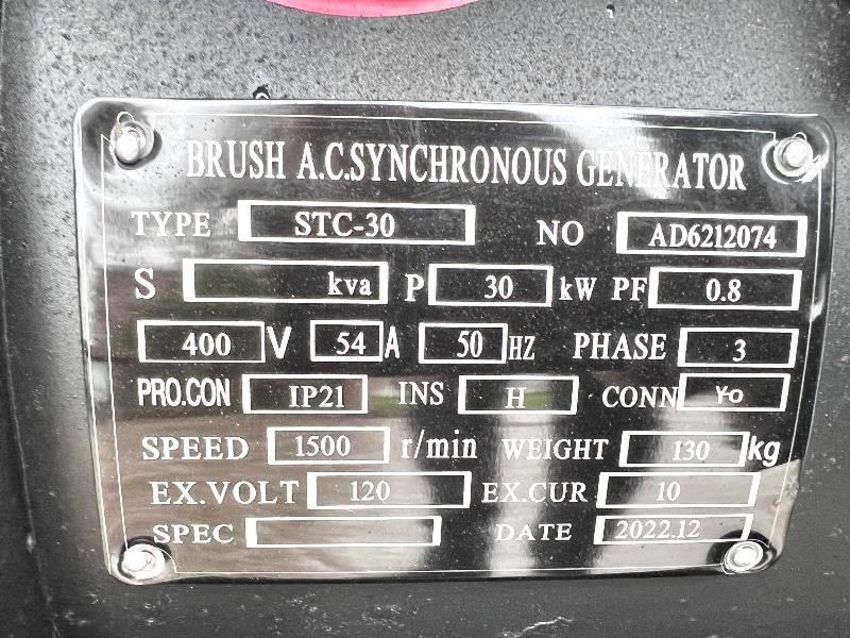 BRUSH A.C.SYNCHRONOUS GENERATOR
TYPE STC-30 NO AD6212074
S kva P 30 kW PF 0.8
400 V 54 A 50 HZ PHASE 3
PRO.CON IP21 INS H CONN Y-o
SPEED 1500 r/min WEIGHT 130 kg
EX.VOLT 120 EX.CUR 10
SPEC DATE 2022.12